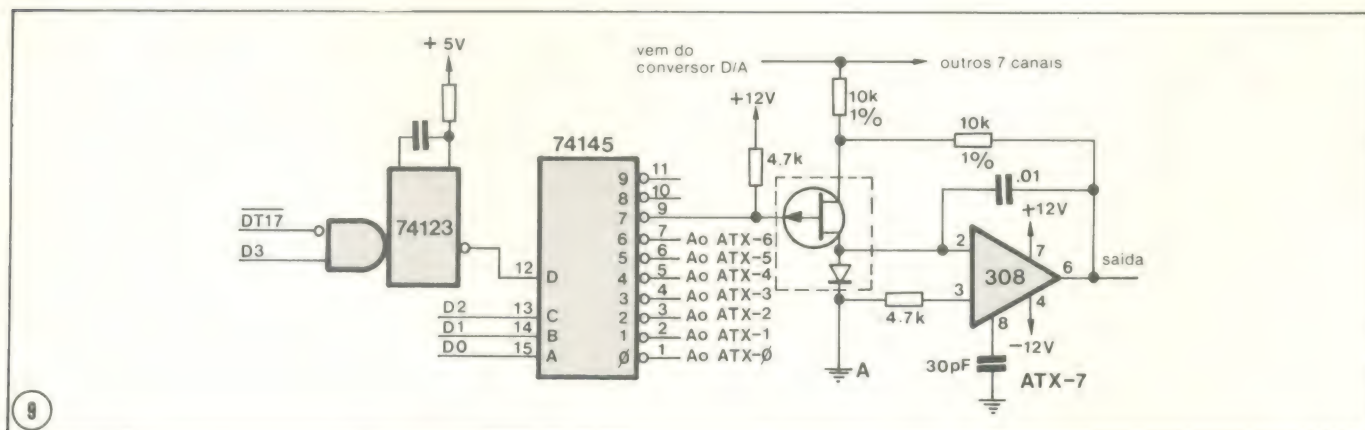 + 5V
vem do
conversor D/A
outros 7 canais
+12V
10k
1%
10k
1%
74145
4.7k
.01
9 11
8 10
7 9
DT17
D3
74123
+12V
6 7 Ao ATX-6
5 6 Ao ATX-5
4 5 Ao ATX-4
3 4 Ao ATX-3
2 3 Ao ATX-2
1 2 Ao ATX-1
Ø 1 Ao ATX-Ø
12 D
D2 13 C
D1 14 B
D0 15 A
2
7
308
6
saida
3
4.7k
4
8
-12V
A
30pF
ATX-7
9